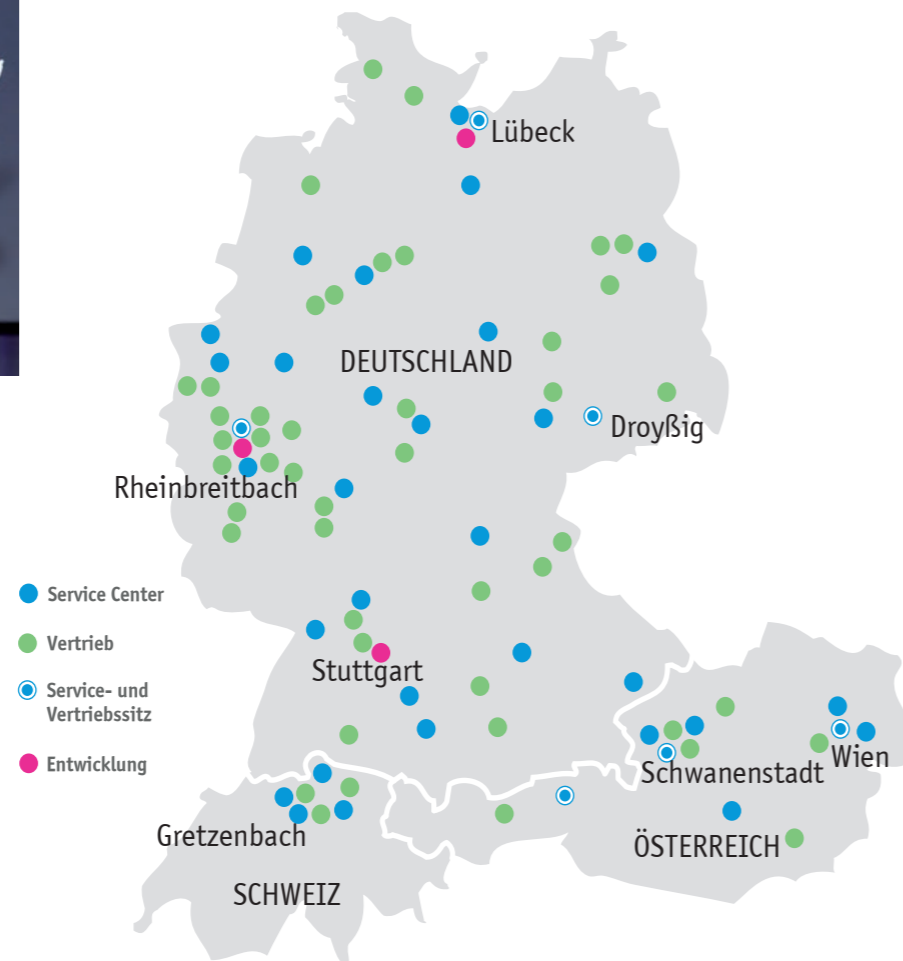 Lübeck
DEUTSCHLAND
Droyßig
Rheinbreitbach
Service Center
Vertrieb
Stuttgart
Service- und
Vertriebssitz
Entwicklung
Wien
Schwanenstadt
Gretzenbach
ÖSTERREICH
SCHWEIZ